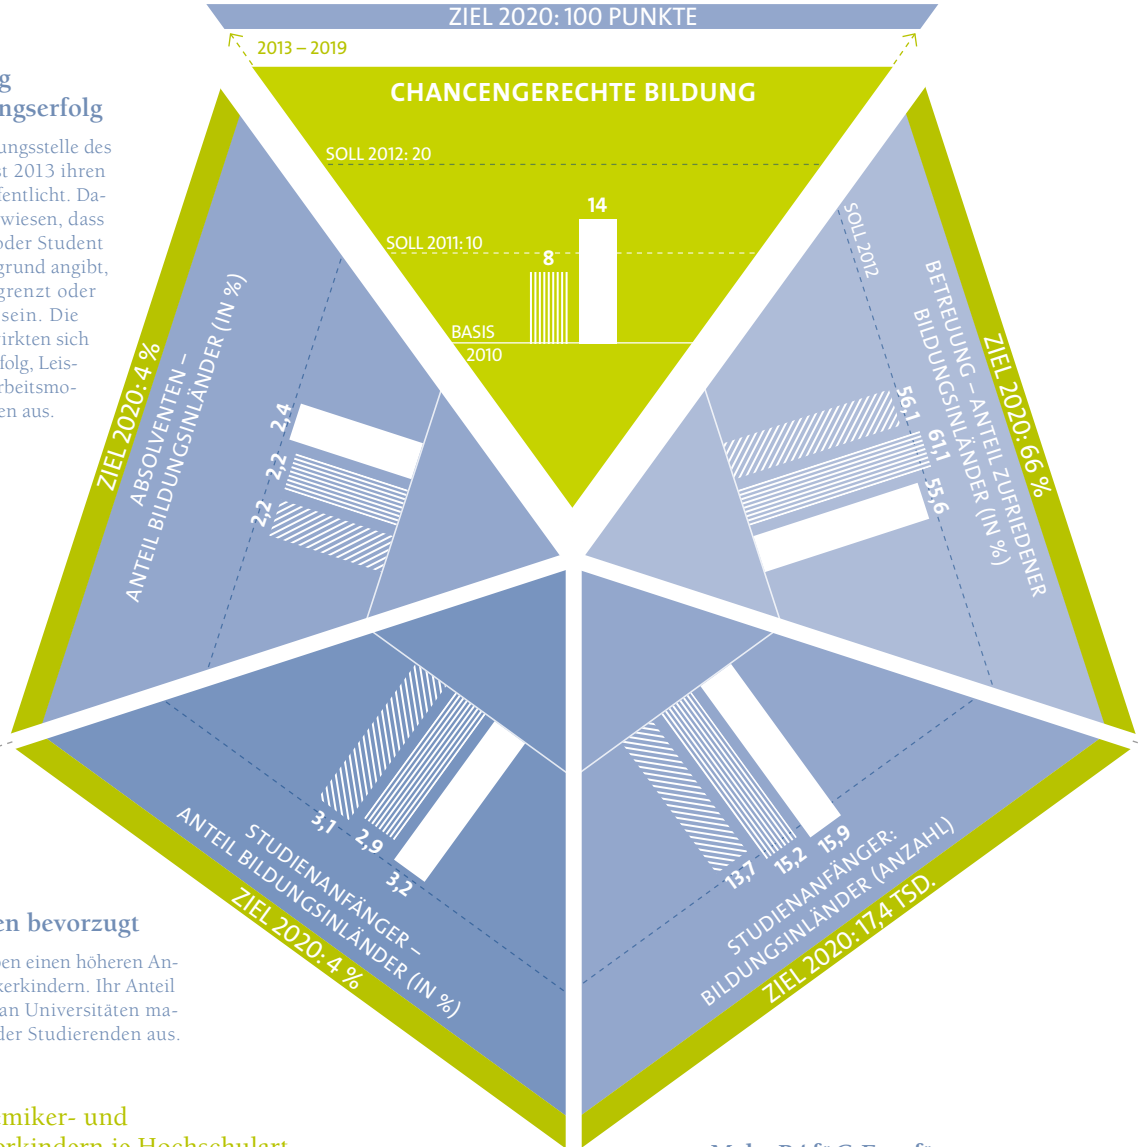 ZIEL 2020: 100 PUNKTE
2013 – 2019
CHANCENGERECHTE BILDUNG
SOLL 2012: 20
14
SOLL 2011: 10
8
BASIS
2010
g
ngserfolg
ungsstelle des
st 2013 ihren
fentlicht. Da-
wiesen, dass
oder Student
grund angibt,
grenzt oder
sein. Die
irkten sich
folg, Leis-
rbeitsmo-
en aus.
ZIEL 2020: 4 %
ABSOLVENTEN –
ANTEIL BILDUNGSINLÄNDER (IN %)
2,4
2,2
2,2
SOLL 2012
BETREUUNG – ANTEIL ZUFRIEDENER
BILDUNGSINLÄNDER (IN %)
ZIEL 2020: 66 %
56,1
61,1
55,6
3,1
2,9
3,2
STUDIENANFÄNGER –
ANTEIL BILDUNGSINLÄNDER (IN %)
ZIEL 2020: 4 %
13,7
15,2
15,9
STUDIENANFÄNGER:
BILDUNGSINLÄNDER (ANZAHL)
ZIEL 2020: 17,4 TSD.
en bevorzugt
ben einen höheren An-
kerkindern. Ihr Anteil
an Universitäten ma-
der Studierenden aus.
miker- und
erkindern je Hochschulart